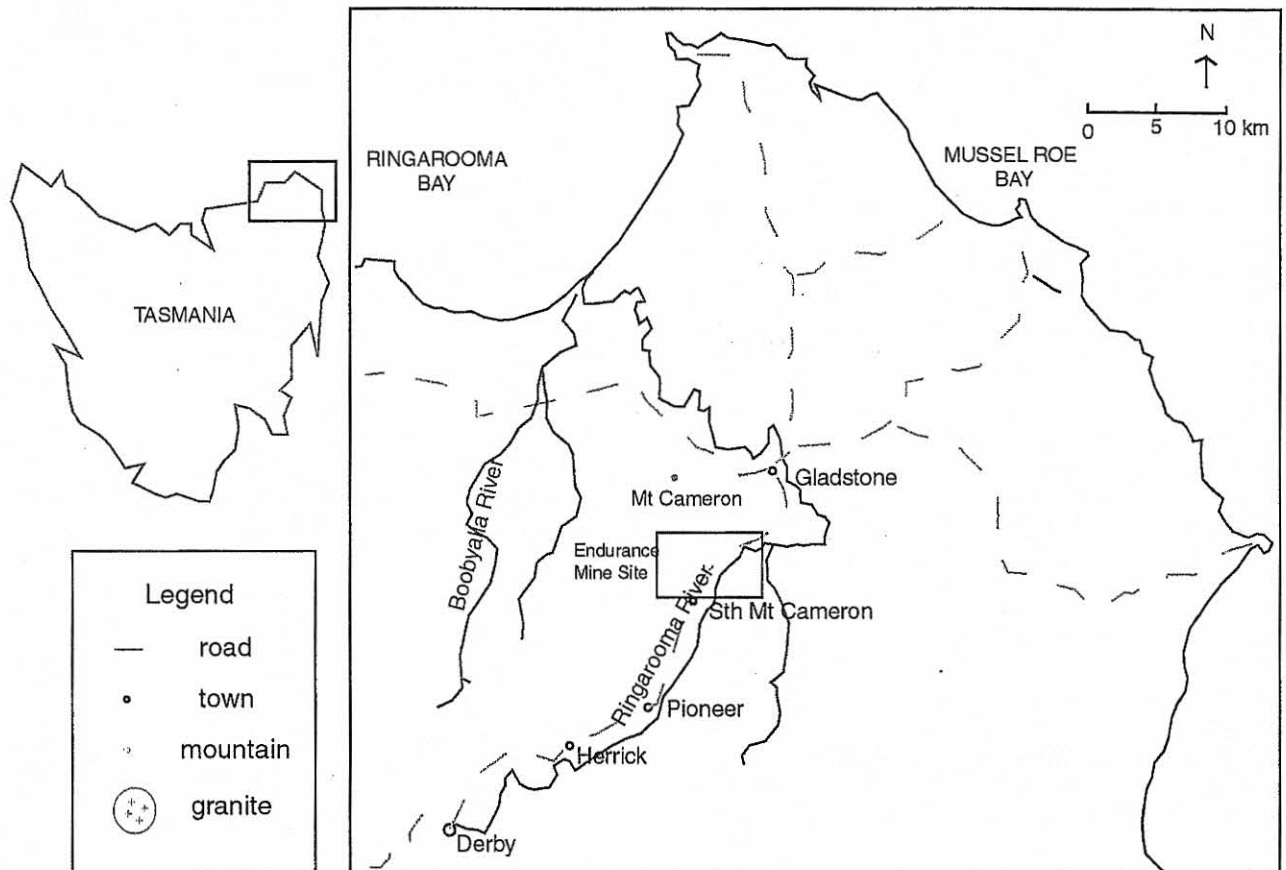 N
0 5 10 km
RINGAROOMA
BAY
MUSSEL ROE
BAY
TASMANIA
Boobyalla River
Mt Cameron
Gladstone
Endurance
Mine Site
Ringarooma River
Sth Mt Cameron
Pioneer
Herrick
Derby
Legend
road
town
mountain
granite